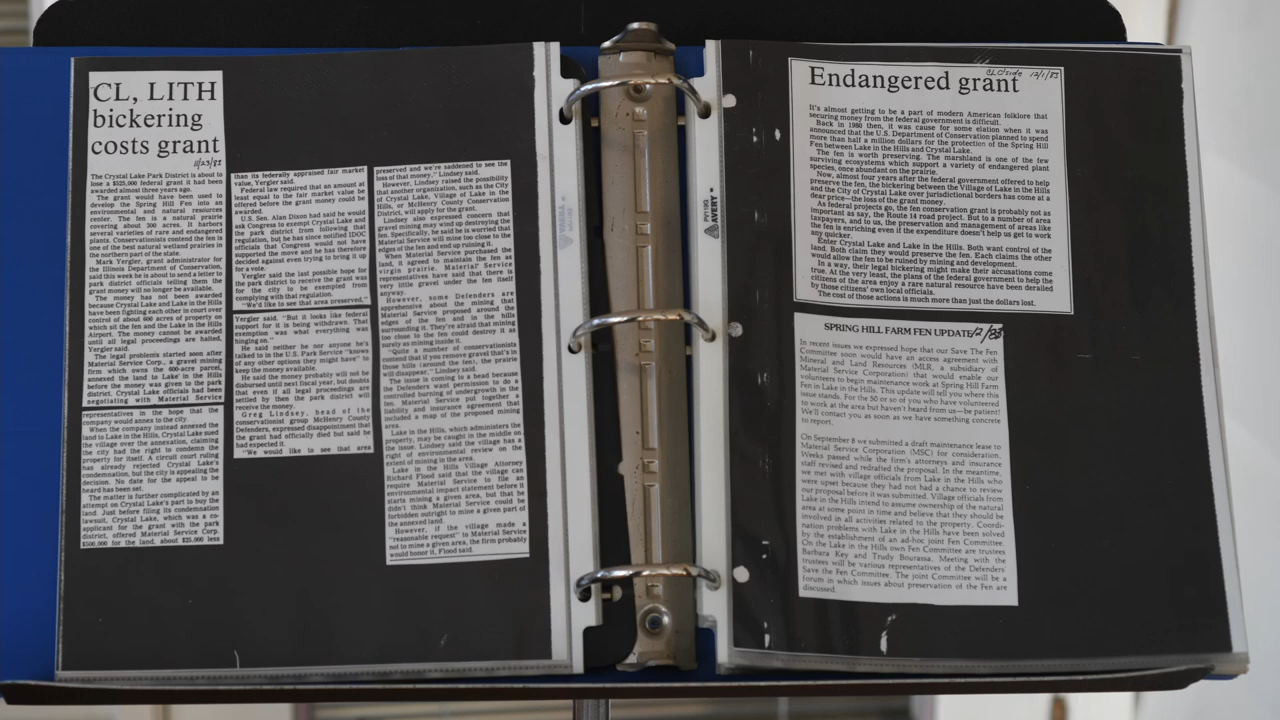 CL, LITH
bickering
costs grant
11/23/83
The Crystal Lake Park District is about to
lose a $525,000 federal grant it had been
awarded almost three years ago.
The grant would have been used to
develop the Spring Hill Fen into an
environmental and natural resources
center. The fen is a natural prairie
covering about 300 acres. It harbors
several varieties of rare and endangered
plants. Conservationists contend the fen is
one of the best natural wetland prairies in
the northern part of the state.
Mark Yergler, grant administrator for
the Illinois Department of Conservation,
said this week he is about to send a letter to
park district officials telling them the
grant money will no longer be available.
The money has not been awarded
because Crystal Lake and Lake in the Hills
have been fighting each other in court over
control of about 600 acres of property on
which sit the fen and the Lake in the Hills
Airport. The money cannot be awarded
until all legal proceedings are halted,
Yergler said.
The legal problems started soon after
Material Service Corp., a gravel mining
firm which owns the 600-acre parcel,
annexed the land to Lake in the Hills
before the money was given to the park
district. Crystal Lake officials had been
negotiating with Material Service
representatives in the hope that the
company would annex to the city.
When the company instead annexed the
land to Lake in the Hills, Crystal Lake sued
the village over the annexation, claiming
the city had the right to condemn the
property for itself. A circuit court ruling
has already rejected Crystal Lake's
condemnation, but the city is appealing the
decision. No date for the appeal to be
heard has been set.
The matter is further complicated by an
attempt on Crystal Lake's part to buy the
land. Just before filing its condemnation
lawsuit, Crystal Lake, which was a co-
applicant for the grant with the park
district, offered Material Service Corp.
$500,000 for the land, about $25,000 less
than its federally appraised fair market
value, Yergler said.
Federal law required that an amount at
least equal to the fair market value be
offered before the grant money could be
awarded.
U.S. Sen. Alan Dixon had said he would
ask Congress to exempt Crystal Lake and
the park district from following that
regulation, but he has since notified IDOC
officials that Congress would not have
supported the move and he has therefore
decided against even trying to bring it up
for a vote.
Yergler said the last possible hope for
the park district to receive the grant was
for the city to be exempted from
complying with that regulation.
"We'd like to see that area preserved,"
Yergler said. "But it looks like federal
support for it is being withdrawn. That
exemption was what everything was
hinging on."
He said neither he nor anyone he's
talked to in the U.S. Park Service "knows
of any other options they might have" to
keep the money available.
He said the money probably will not be
disbursed until next fiscal year, but doubts
that even if all legal proceedings are
settled by then the park district will
receive the money.
Greg Lindsey, head of the
conservationist group McHenry County
Defenders, expressed disappointment that
the grant had officially died but said he
had expected it.
"We would like to see that area
preserved and we're saddened to see the
loss of that money," Lindsey said.
However, Lindsey raised the possibility
that another organization, such as the City
of Crystal Lake, Village of Lake in the
Hills, or McHenry County Conservation
District, will apply for the grant.
Lindsey also expressed concern that
gravel mining may wind up destroying the
fen. Specifically, he said he is worried that
Material Service will mine too close to the
edges of the fen and end up ruining it.
When Material Service purchased the
land, it agreed to maintain the fen as
virgin prairie. Material Service
representatives have said that there is
very little gravel under the fen itself
anyway.
However, some Defenders are
apprehensive about the mining that
Material Service proposed around the
edges of the fen and in the hills
surrounding it. They're afraid that mining
too close to the fen could destroy it as
surely as mining inside it.
"Quite a number of conservationists
contend that if you remove gravel that's in
those hills (around the fen), the prairie
will disappear," Lindsey said.
The issue is coming to a head because
the Defenders want permission to do a
controlled burning of undergrowth in the
fen. Material Service put together a
liability and insurance agreement that
included a map of the proposed mining
area.
Lake in the Hills, which administers the
property, may be caught in the middle on
the issue. Lindsey said the village has a
right of environmental review on the
extent of mining in the area.
Lake in the Hills Village Attorney
Richard Flood said that the village can
require Material Service to file an
environmental impact statement before it
starts mining a given area, but that he
didn't think Material Service could be
forbidden outright to mine a given part of
the annexed land.
However, if the village made a
"reasonable request" to Material Service
not to mine a given area, the firm probably
would honor it, Flood said.
PV119G
AVERY
12/1/83
Endangered grant
It's almost getting to be a part of modern American folklore that
securing money from the federal government is difficult.
Back in 1980 then, it was cause for some elation when it was
announced that the U.S. Department of Conservation planned to spend
more than half a million dollars for the protection of the Spring Hill
Fen between Lake in the Hills and Crystal Lake.
The fen is worth preserving. The marshland is one of the few
surviving ecosystems which support a variety of endangered plant
species, once abundant on the prairie.
Now, almost four years after the federal government offered to help
preserve the fen, the bickering between the Village of Lake in the Hills
and the City of Crystal Lake over jurisdictional borders has come at a
dear price—the loss of the grant money.
As federal projects go, the fen conservation grant is probably not as
important as say, the Route 14 road project. But to a number of area
taxpayers, and to us, the preservation and management of areas like
the fen is enriching even if the expenditure doesn't help us get to work
any quicker.
Enter Crystal Lake and Lake in the Hills. Both want control of the
land. Both claim they would preserve the fen. Each claims the other
would allow the fen to be ruined by mining and development.
In a way, their legal bickering might make their accusations come
true. At the very least, the plans of the federal government to help the
citizens of the area enjoy a rare natural resource have been derailed
by those citizens' own local officials.
The cost of those actions is much more than just the dollars lost.
SPRING HILL FARM FEN UPDATE 12/83
In recent issues we expressed hope that our Save The Fen
Committee soon would have an access agreement with
Mineral and Land Resources (MLR, a subsidiary of
Material Service Corporation) that would enable our
volunteers to begin maintenance work at Spring Hill Farm
Fen in Lake in the Hills. This update will tell you where this
issue stands. For the 50 or so of you who have volunteered
to work at the area but haven't heard from us—be patient!
We'll contact you as soon as we have something concrete
to report.
On September 8 we submitted a draft maintenance lease to
Material Service Corporation (MSC) for consideration.
Weeks passed while the firm's attorneys and insurance
staff revised and redrafted the proposal. In the meantime,
we met with village officials from Lake in the Hills who
were upset because they had not had a chance to review
our proposal before it was submitted. Village officials from
Lake in the Hills intend to assume ownership of the natural
area at some point in time and believe that they should be
involved in all activities related to the property. Coordi-
nation problems with Lake in the Hills have been solved
by the establishment of an ad-hoc joint Fen Committee.
On the Lake in the Hills own Fen Committee are trustees
Barbara Key and Trudy Bourassa. Meeting with the
trustees will be various representatives of the Defenders'
Save the Fen Committee. The joint Committee will be a
forum in which issues about preservation of the Fen are
discussed.